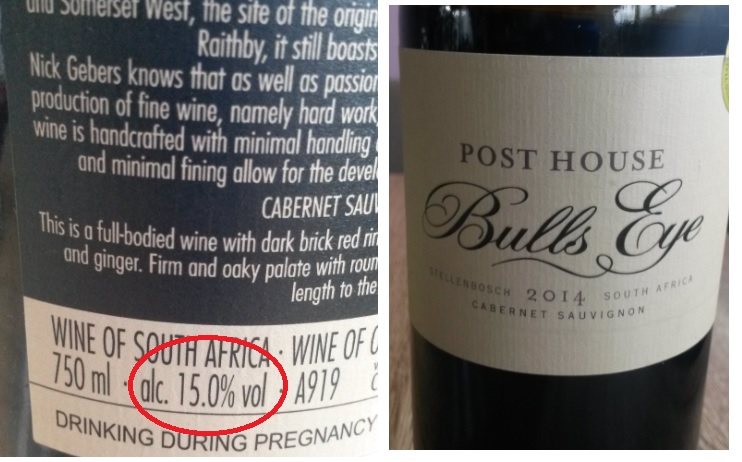 and Somerset West, the site of the origin
Raithby, it still boasts
Nick Gebers knows that as well as passion
production of fine wine, namely hard work
wine is handcrafted with minimal handling
and minimal fining allow for the devel
CABERNET SAUV
This is a full-bodied wine with dark brick red rim
and ginger. Firm and oaky palate with roun
length to the
WINE OF SOUTH AFRICA · WINE OF O
750 ml · alc. 15.0% vol · A919
DRINKING DURING PREGNANCY
POST HOUSE
Bulls Eye
STELLENBOSCH 2014 SOUTH AFRICA
CABERNET SAUVIGNON